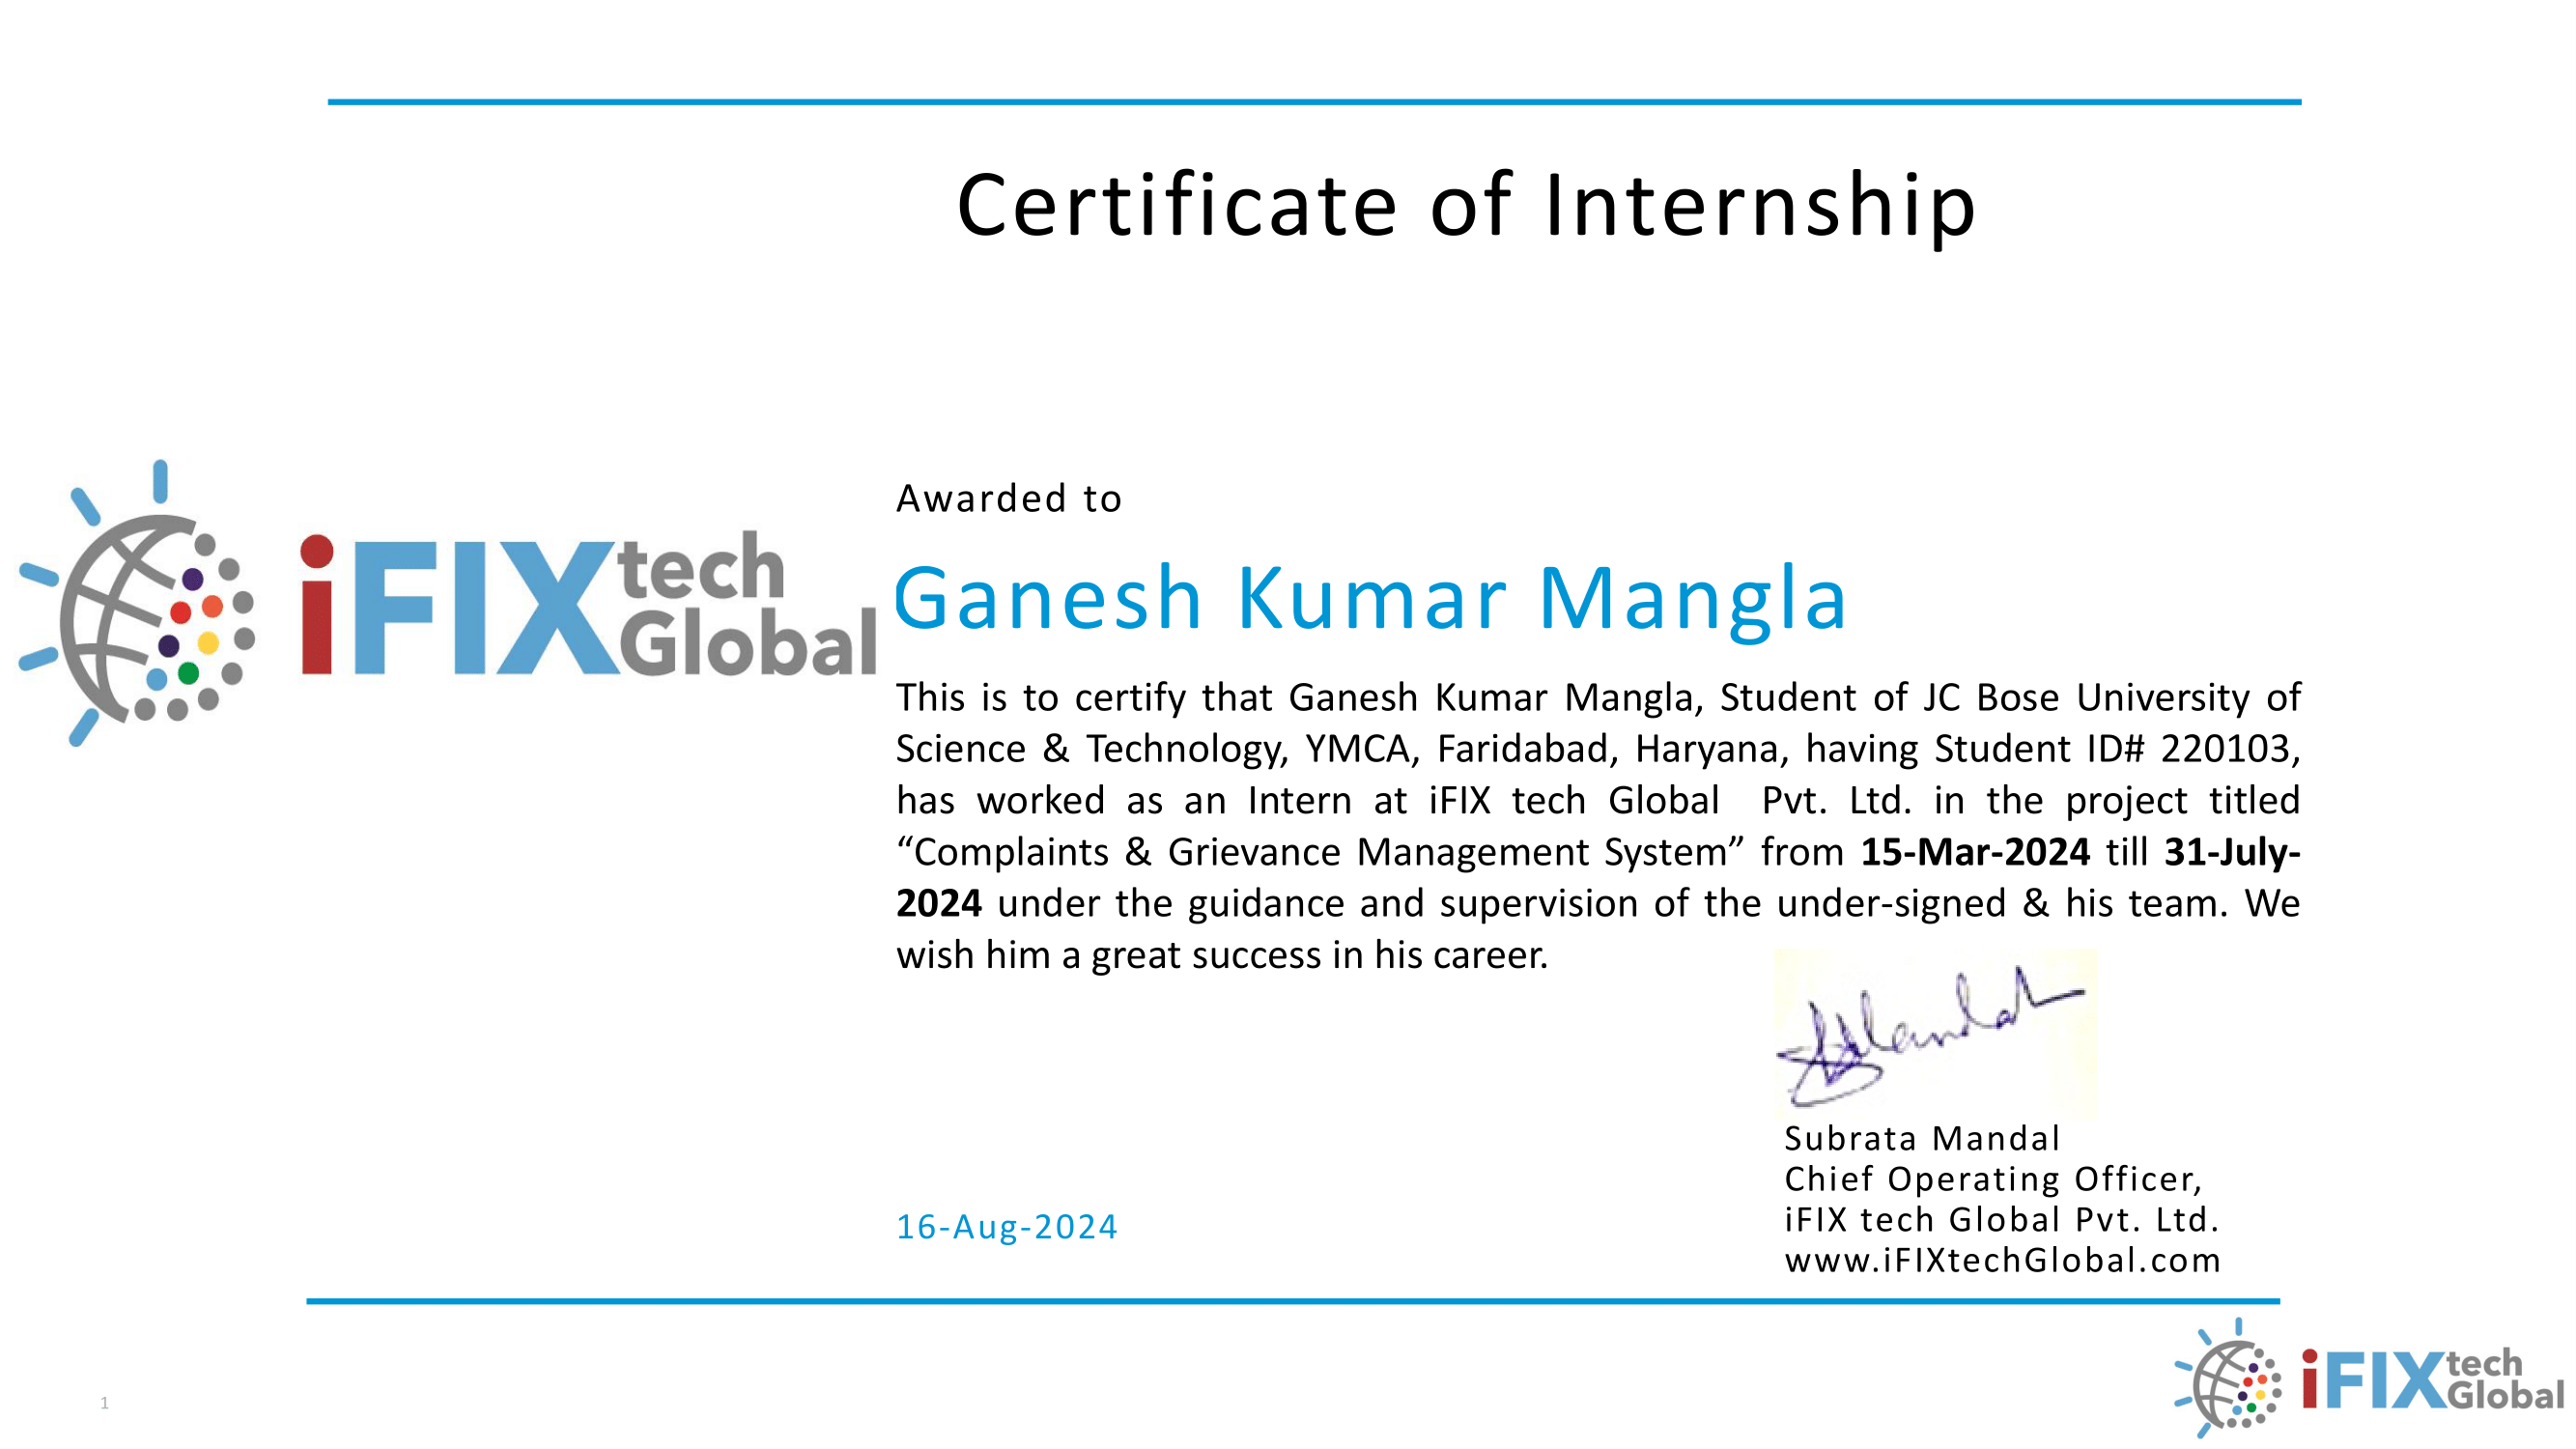 Certificate of Internship
iFIX tech Global
Awarded to
Ganesh Kumar Mangla
This is to certify that Ganesh Kumar Mangla, Student of JC Bose University of
Science & Technology, YMCA, Faridabad, Haryana, having Student ID# 220103,
has worked as an Intern at iFIX tech Global Pvt. Ltd. in the project titled
“Complaints & Grievance Management System” from 15-Mar-2024 till 31-July-
2024 under the guidance and supervision of the under-signed & his team. We
wish him a great success in his career.
SMandal
Subrata Mandal
Chief Operating Officer,
iFIX tech Global Pvt. Ltd.
www.iFIXtechGlobal.com
16-Aug-2024
1
iFIX tech Global